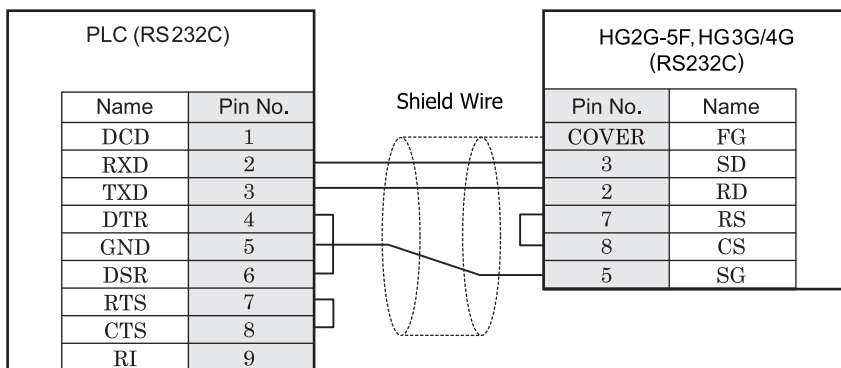 PLC (RS232C)
Name Pin No.
DCD 1
RXD 2
TXD 3
DTR 4
GND 5
DSR 6
RTS 7
CTS 8
RI 9
Shield Wire
HG2G-5F, HG3G/4G
(RS232C)
Pin No. Name
COVER FG
3 SD
2 RD
7 RS
8 CS
5 SG